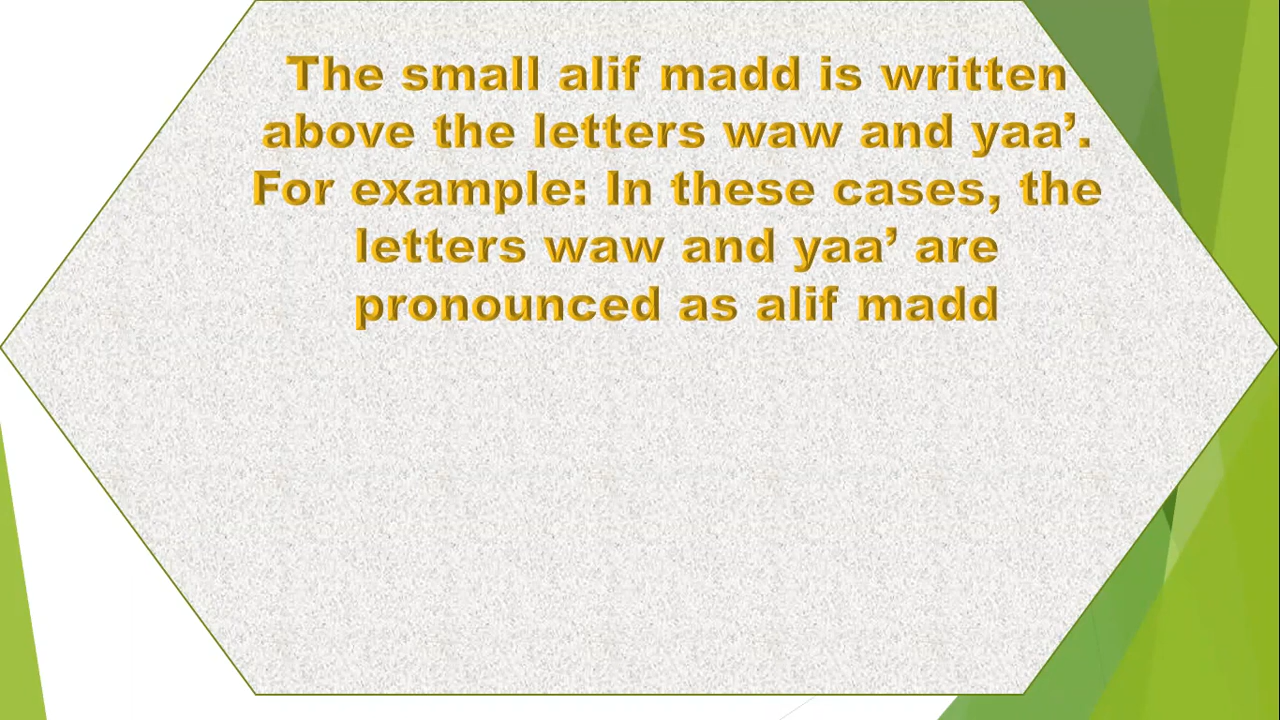 The small alif madd is written
above the letters waw and yaa’.
For example: In these cases, the
letters waw and yaa’ are
pronounced as alif madd